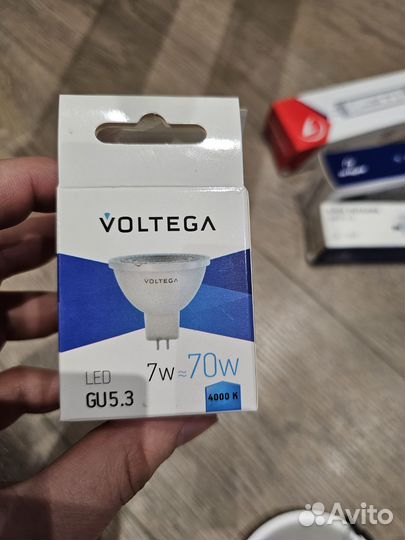 VOLTEGA
VOLTEGA
7w≈70w
LED
GU5.3
4000 K
Avito